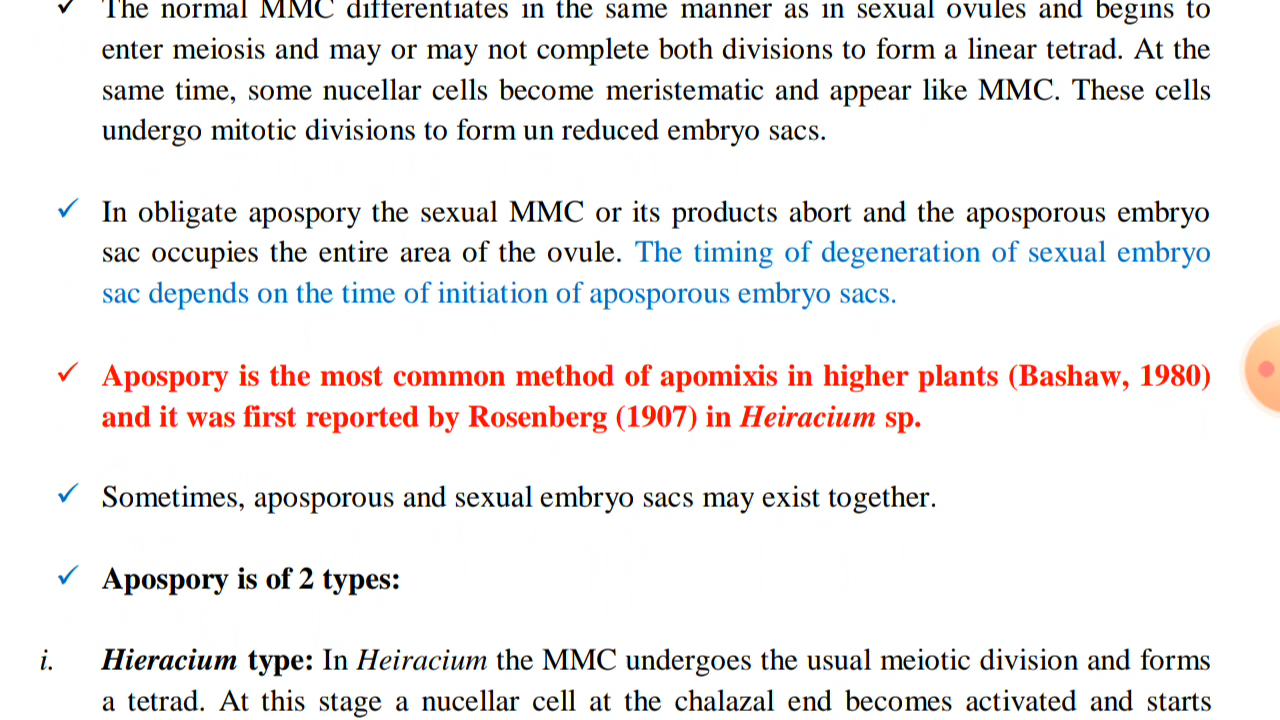 ✓ The normal MMC differentiates in the same manner as in sexual ovules and begins to
enter meiosis and may or may not complete both divisions to form a linear tetrad. At the
same time, some nucellar cells become meristematic and appear like MMC. These cells
undergo mitotic divisions to form un reduced embryo sacs.
✓ In obligate apospory the sexual MMC or its products abort and the aposporous embryo
sac occupies the entire area of the ovule. The timing of degeneration of sexual embryo
sac depends on the time of initiation of aposporous embryo sacs.
✓ Apospory is the most common method of apomixis in higher plants (Bashaw, 1980)
and it was first reported by Rosenberg (1907) in Heiracium sp.
✓ Sometimes, aposporous and sexual embryo sacs may exist together.
✓ Apospory is of 2 types:
i. Hieracium type: In Heiracium the MMC undergoes the usual meiotic division and forms
a tetrad. At this stage a nucellar cell at the chalazal end becomes activated and starts